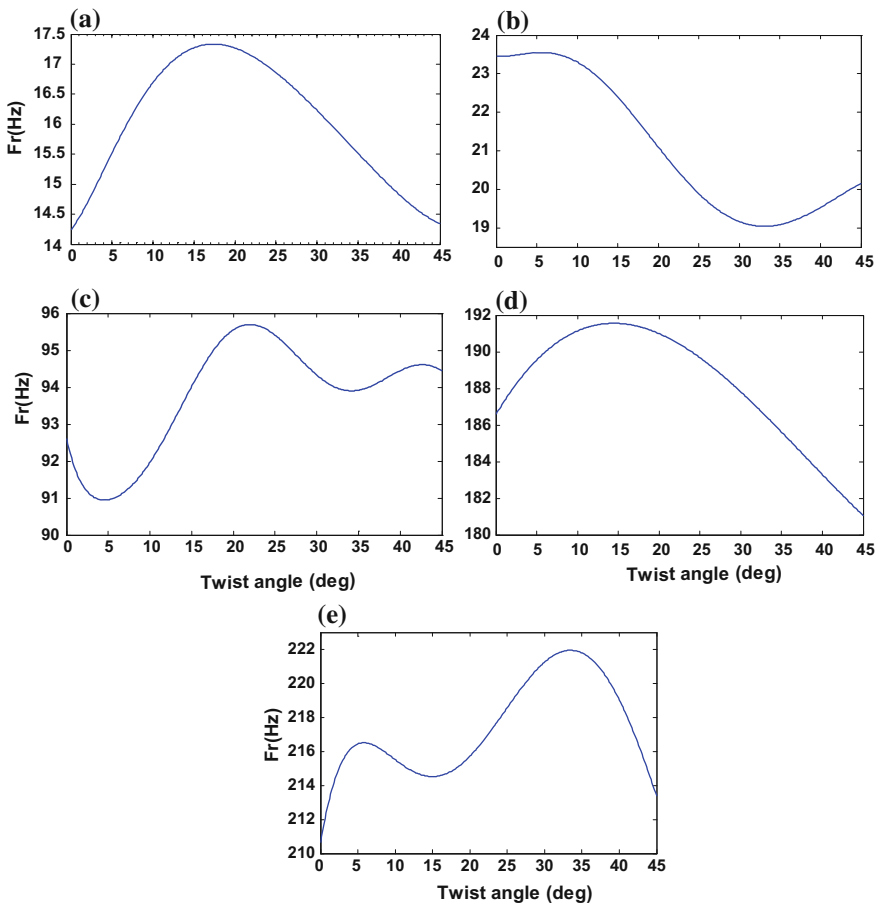 (a)
17.5
17
16.5
16
15.5
15
14.5
14
Fr(Hz)
0 5 10 15 20 25 30 35 40 45
(b)
24
23
22
21
20
19
0 5 10 15 20 25 30 35 40 45
(c)
96
95
94
93
92
91
90
Fr(Hz)
0 5 10 15 20 25 30 35 40 45
Twist angle (deg)
(d)
192
190
188
186
184
182
180
0 5 10 15 20 25 30 35 40 45
Twist angle (deg)
(e)
222
220
218
216
214
212
210
Fr(Hz)
0 5 10 15 20 25 30 35 40 45
Twist angle (deg)